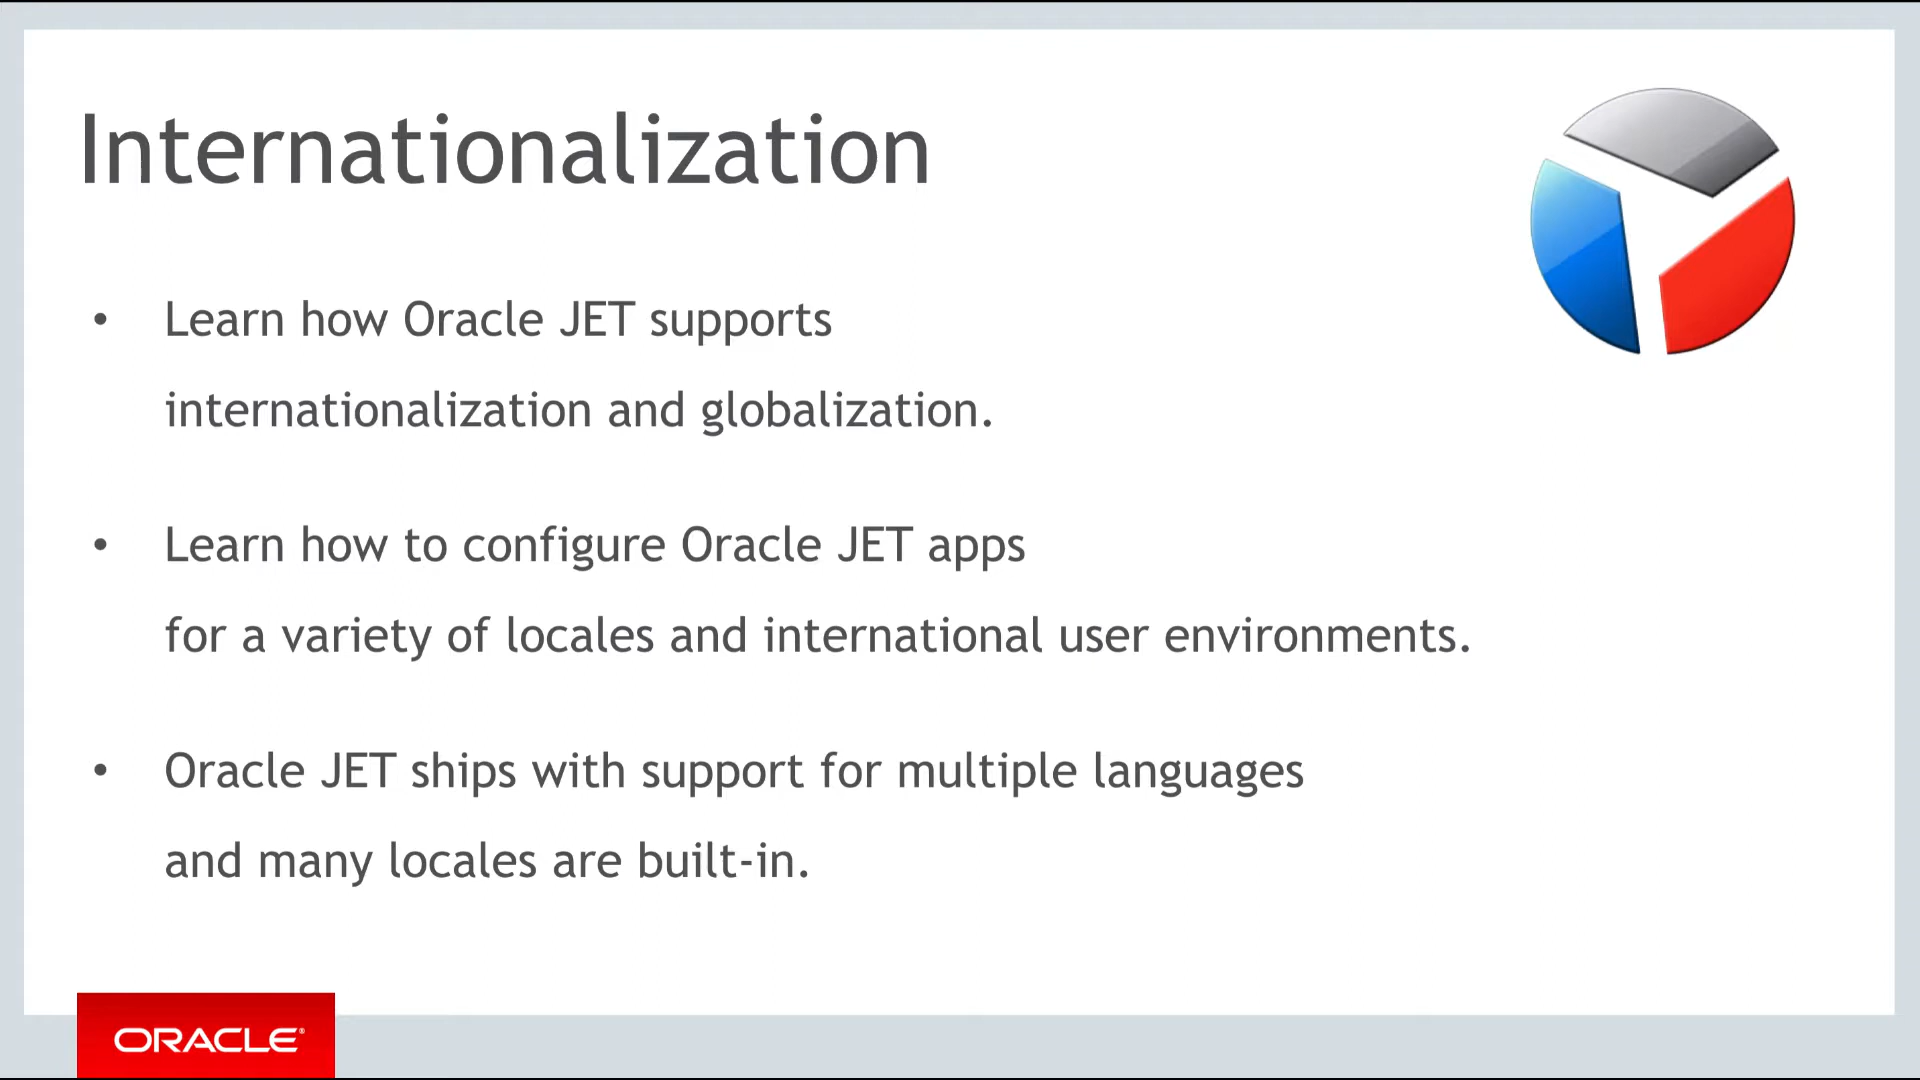 Internationalization
• Learn how Oracle JET supports
internationalization and globalization.
• Learn how to configure Oracle JET apps
for a variety of locales and international user environments.
• Oracle JET ships with support for multiple languages
and many locales are built-in.
ORACLE®